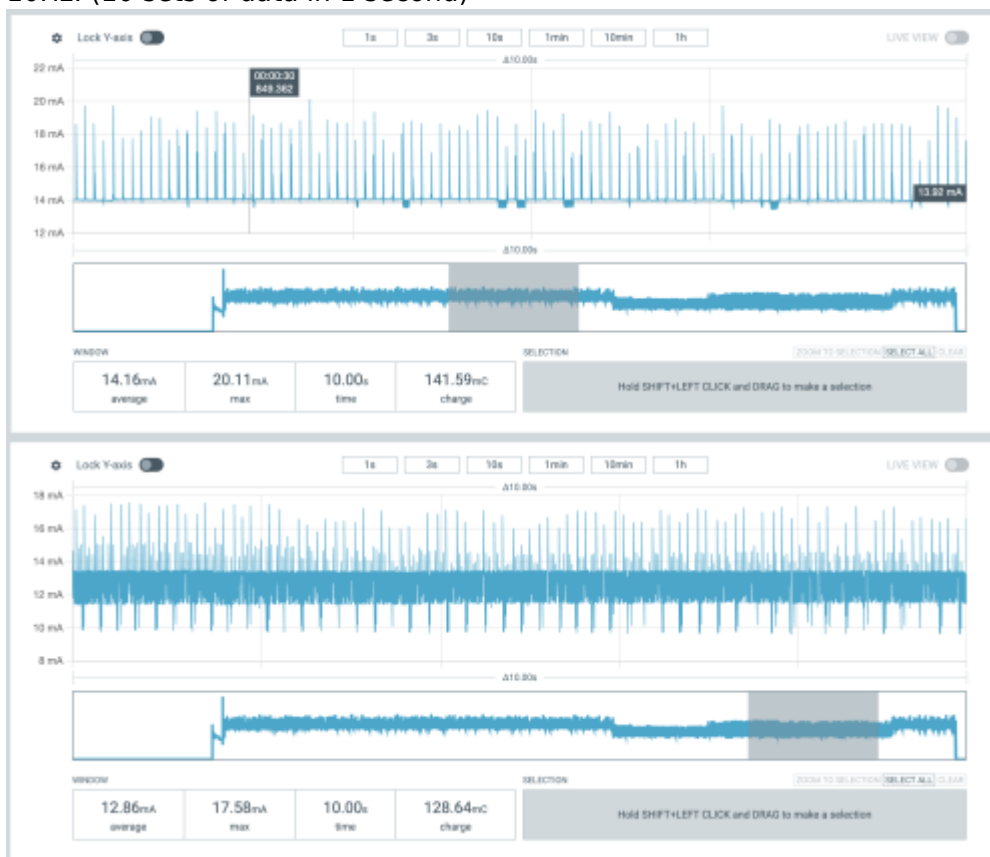 Lock Y-axis 1s 3s 10s 1min 10min 1h LIVE VIEW
Δ10.00s
22 mA
00:00:30
649.362
20 mA
18 mA
16 mA
14 mA
13.92 mA
12 mA
Δ10.00s
WINDOW SELECTION ZOOM TO SELECTION SELECT ALL CLEAR
14.16mA 20.11mA 10.00s 141.59mC
average max time charge
Hold SHIFT+LEFT CLICK and DRAG to make a selection
Lock Y-axis 1s 3s 10s 1min 10min 1h LIVE VIEW
Δ10.00s
18 mA
16 mA
14 mA
12 mA
10 mA
8 mA
Δ10.00s
WINDOW SELECTION ZOOM TO SELECTION SELECT ALL CLEAR
12.86mA 17.58mA 10.00s 128.64mC
average max time charge
Hold SHIFT+LEFT CLICK and DRAG to make a selection